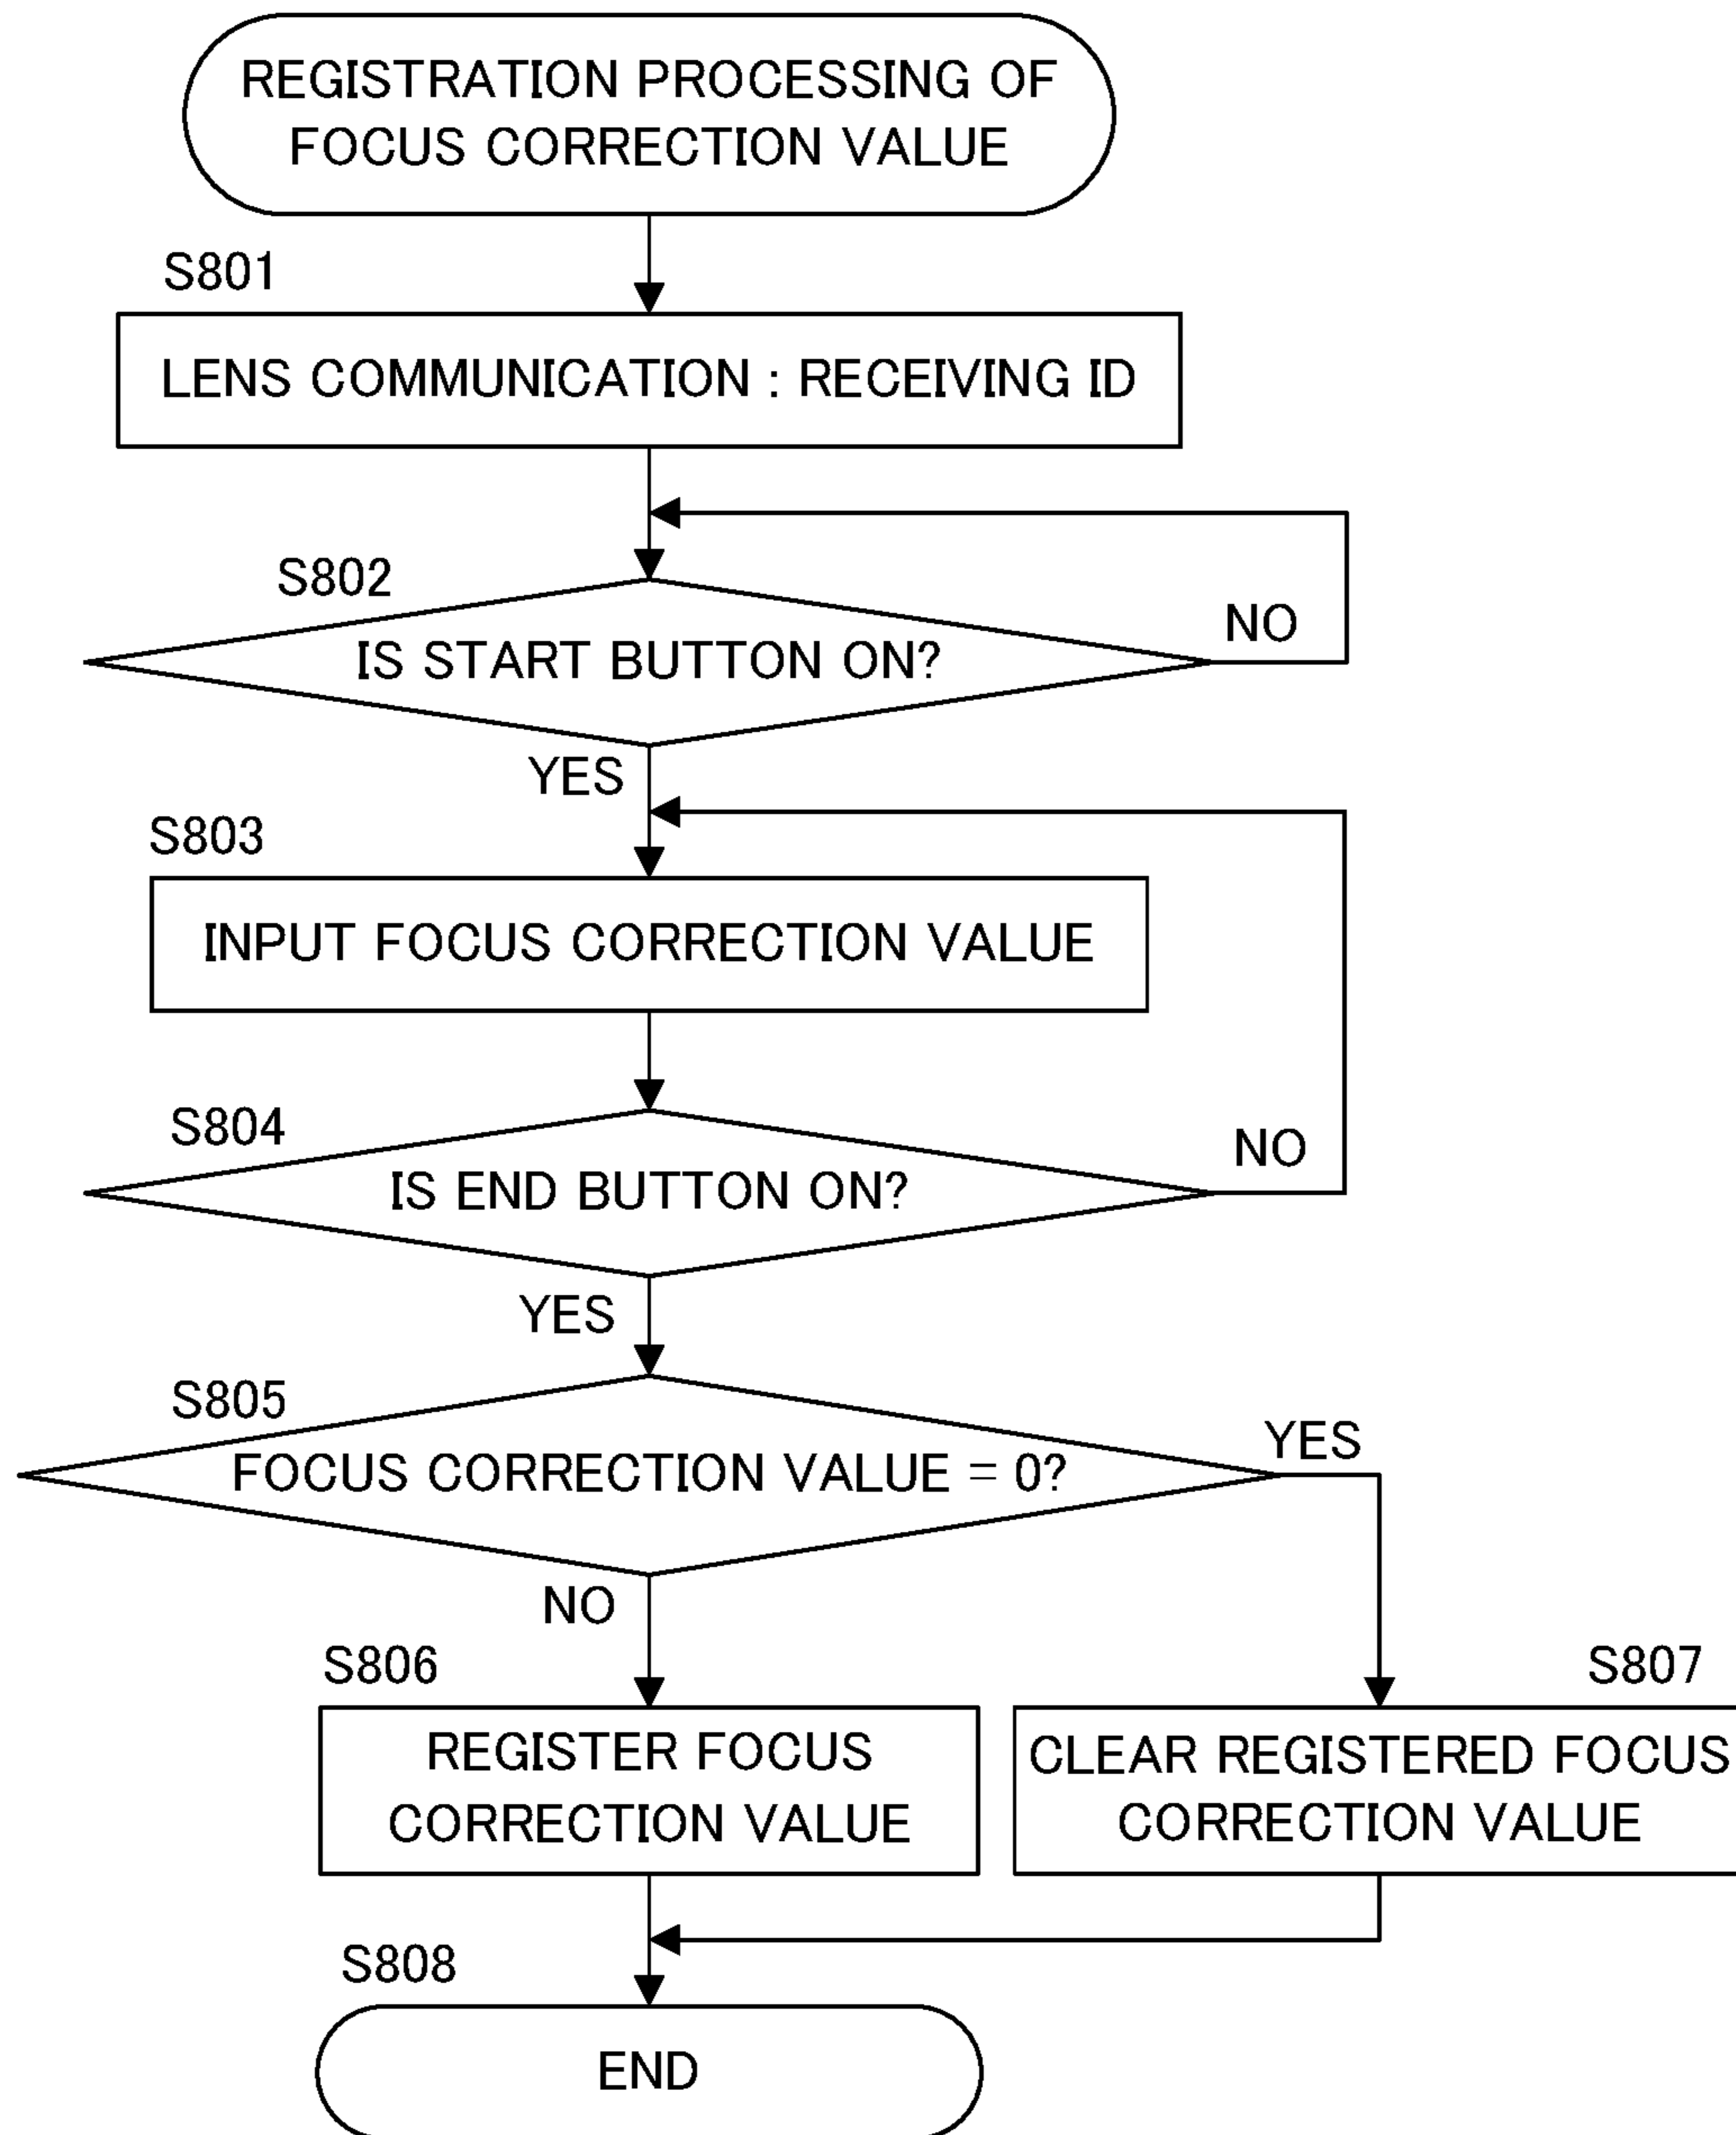 REGISTRATION PROCESSING OF
FOCUS CORRECTION VALUE
S801
LENS COMMUNICATION : RECEIVING ID
S802
IS START BUTTON ON?
NO
YES
S803
INPUT FOCUS CORRECTION VALUE
S804
IS END BUTTON ON?
NO
YES
S805
FOCUS CORRECTION VALUE = 0?
YES
NO
S806
REGISTER FOCUS
CORRECTION VALUE
S807
CLEAR REGISTERED FOCUS
CORRECTION VALUE
S808
END